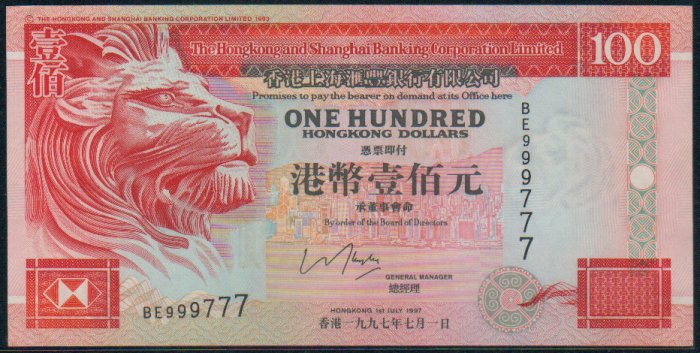 © THE HONGKONG AND SHANGHAI BANKING CORPORATION LIMITED 1993
壹佰
The Hongkong and Shanghai Banking Corporation Limited
100
香港上海滙豐銀行有限公司
Promises to pay the bearer on demand at its Office here
ONE HUNDRED
HONGKONG DOLLARS
憑票即付
港幣壹佰元
承董事會命
By order of the Board of Directors
BE999777
GENERAL MANAGER
總經理
BE999777
HONGKONG 1ST JULY 1997
香港一九九七年七月一日